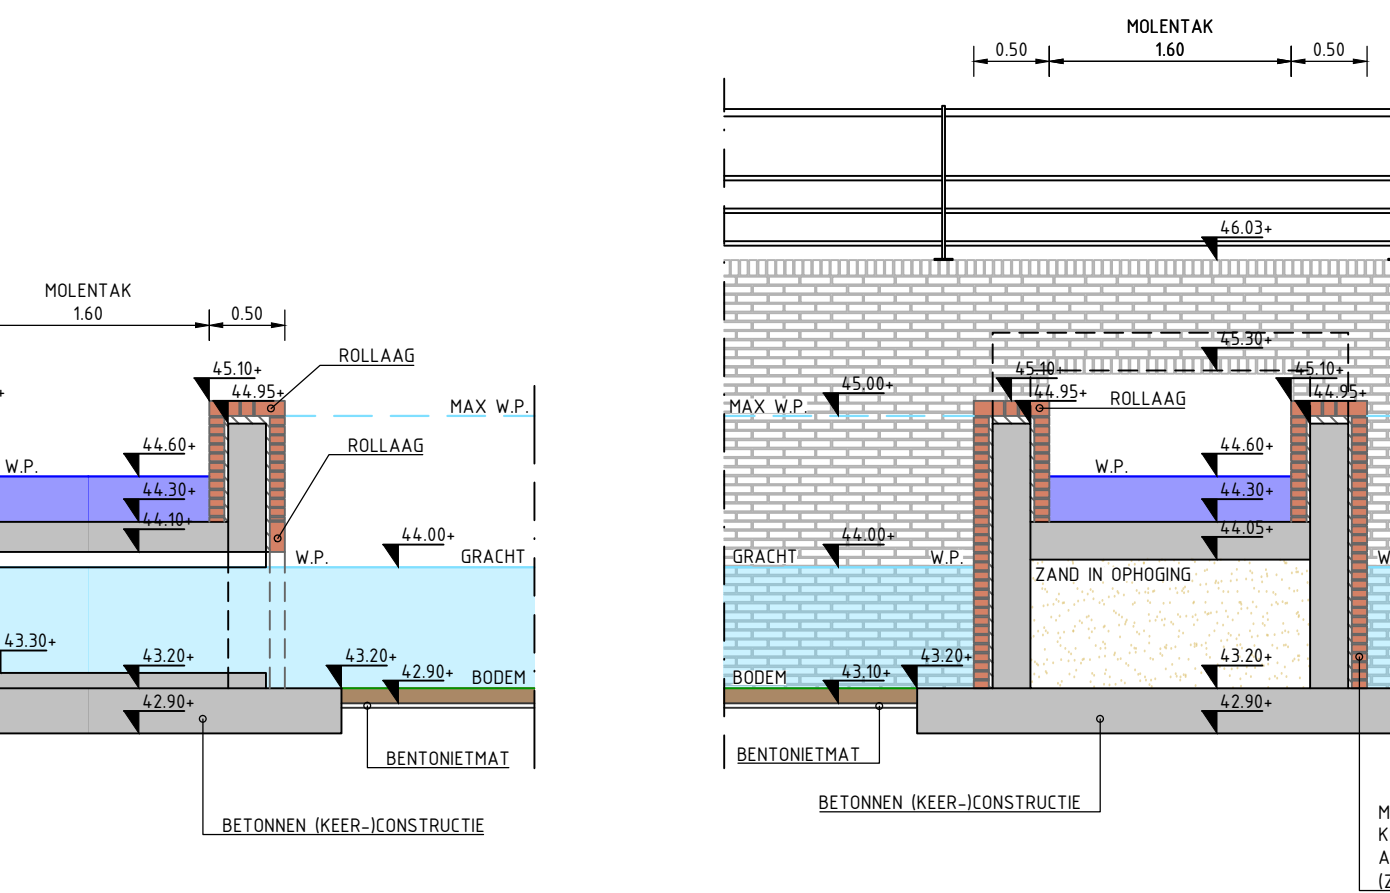 MOLENTAK
1.60
0.50
ROLLAAG
45.10+
44.95+
MAX W.P.
ROLLAAG
44.60+
W.P.
44.30+
44.10+
44.00+
W.P.
GRACHT
43.30+
43.20+
43.20+
42.90+
BODEM
42.90+
BENTONIETMAT
BETONNEN (KEER-)CONSTRUCTIE
MOLENTAK
0.50
1.60
0.50
46.03+
45.30+
45.10+
45.10+
45.00+
44.95+
44.95+
MAX W.P.
ROLLAAG
44.60+
W.P.
44.30+
44.05+
44.00+
GRACHT
W.P.
ZAND IN OPHOGING
43.20+
43.20+
BODEM
43.10+
42.90+
BENTONIETMAT
BETONNEN (KEER-)CONSTRUCTIE